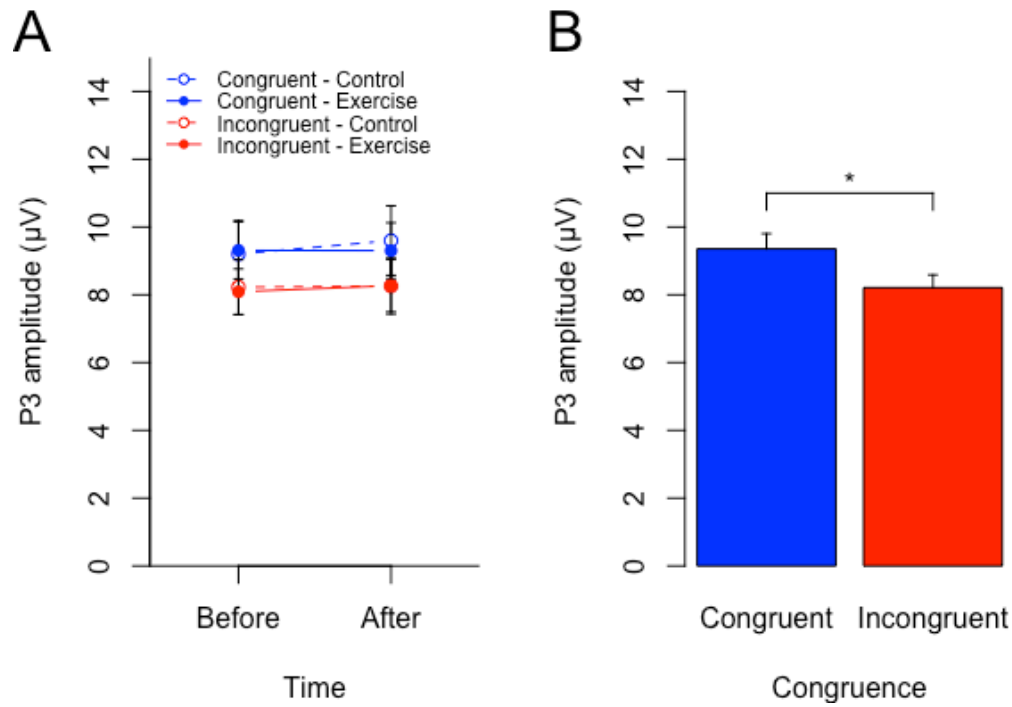 A
Congruent - Control
Congruent - Exercise
Incongruent - Control
Incongruent - Exercise
P3 amplitude (µV)
14
12
10
8
6
4
2
0
Before After
Time
B
*
P3 amplitude (µV)
14
12
10
8
6
4
2
0
Congruent Incongruent
Congruence